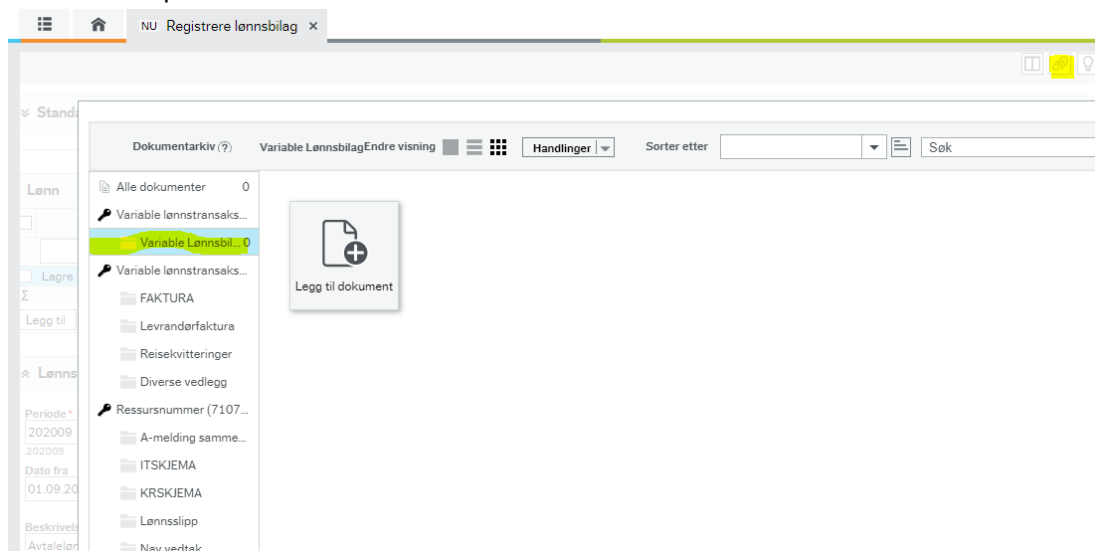 NU Registrere lønnsbilag ×
Standa
Dokumentarkiv (?) Variable LønnsbilagEndre visning Handlinger Sorter etter Søk
Alle dokumenter 0
Variable lønnstransaks...
Variable Lønnsbil... 0
Variable lønnstransaks...
FAKTURA
Levrandørfaktura
Reisekvitteringer
Diverse vedlegg
Ressursnummer (7107...
A-melding samme...
ITSKJEMA
KRSKJEMA
Lønnsslipp
Nav vedtak
Legg til dokument
Lønn
Lagre
Σ
Legg til
Lønns
Periode*
202009
202009
Dato fra
01.09.20
Beskrivels
Avtaleløn